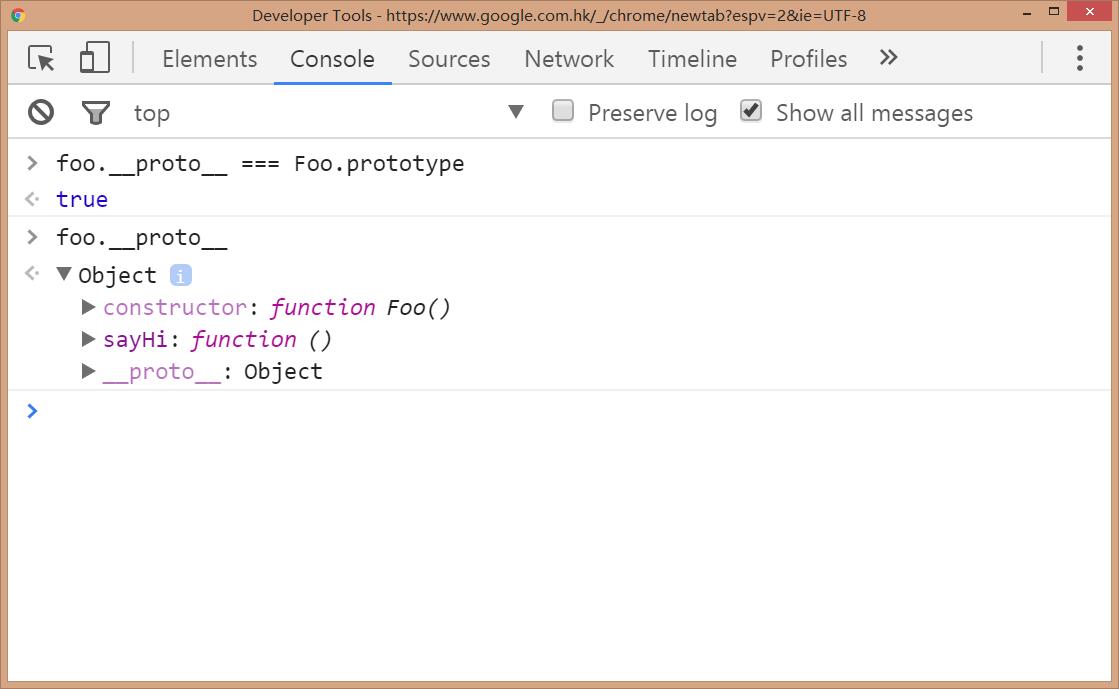 Developer Tools - https://www.google.com.hk/_/chrome/newtab?espv=2&ie=UTF-8
Elements Console Sources Network Timeline Profiles »
top Preserve log Show all messages
> foo.__proto__ === Foo.prototype
true
> foo.__proto__
Object i
constructor: function Foo()
sayHi: function ()
__proto__: Object
>